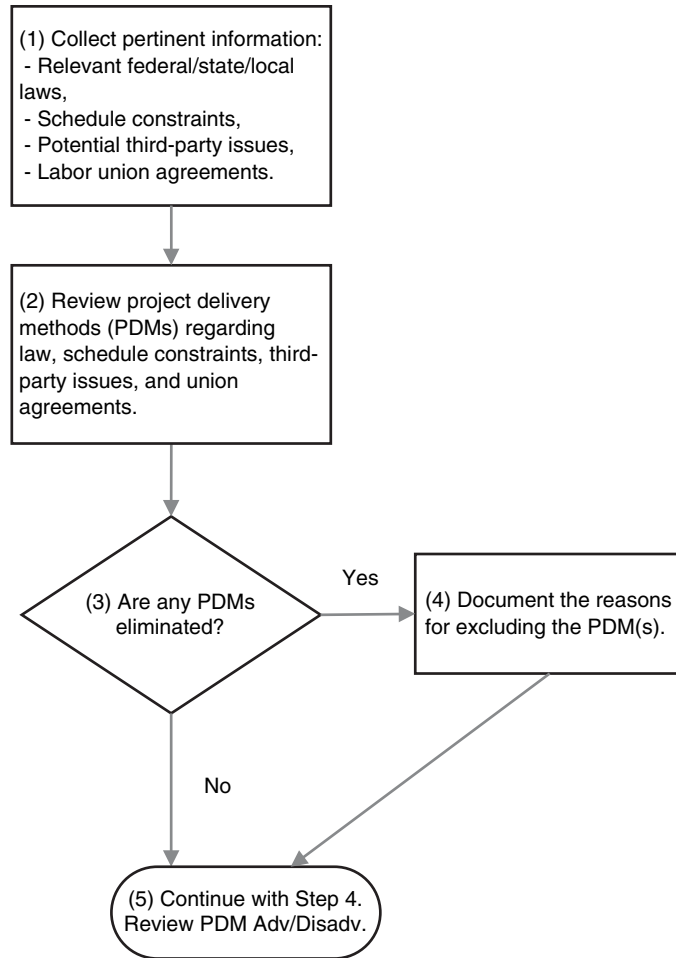 (1) Collect pertinent information:
- Relevant federal/state/local
laws,
- Schedule constraints,
- Potential third-party issues,
- Labor union agreements.
(2) Review project delivery
methods (PDMs) regarding
law, schedule constraints, third-
party issues, and union
agreements.
(3) Are any PDMs
eliminated?
Yes
(4) Document the reasons
for excluding the PDM(s).
No
(5) Continue with Step 4.
Review PDM Adv/Disadv.